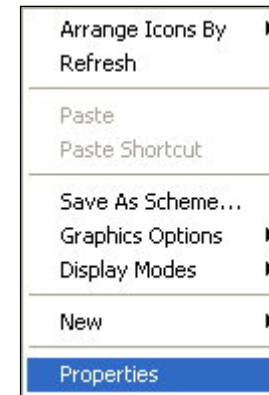 Arrange Icons By
Refresh
Paste
Paste Shortcut
Save As Scheme...
Graphics Options
Display Modes
New
Properties